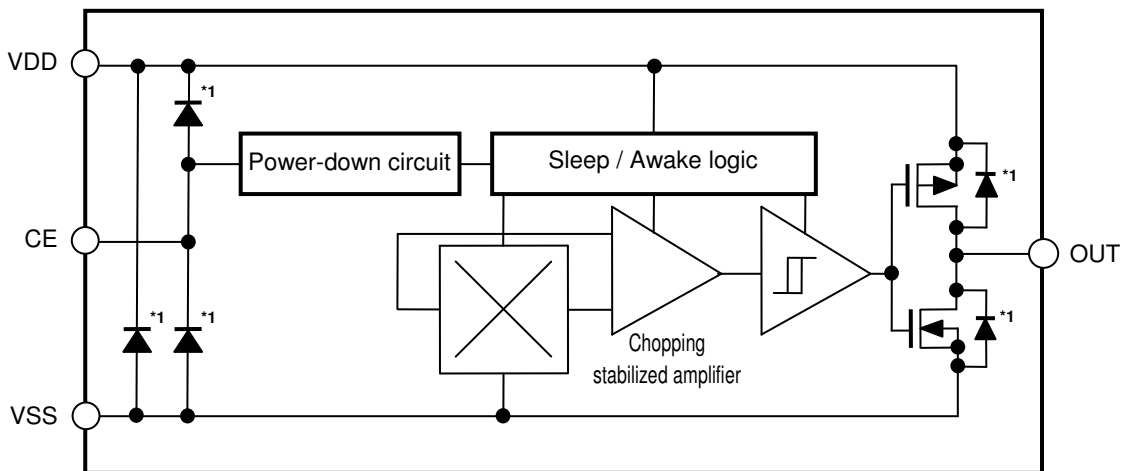 VDD
*1
Power-down circuit
Sleep / Awake logic
*1
CE
OUT
*1
*1
*1
Chopping
stabilized amplifier
VSS